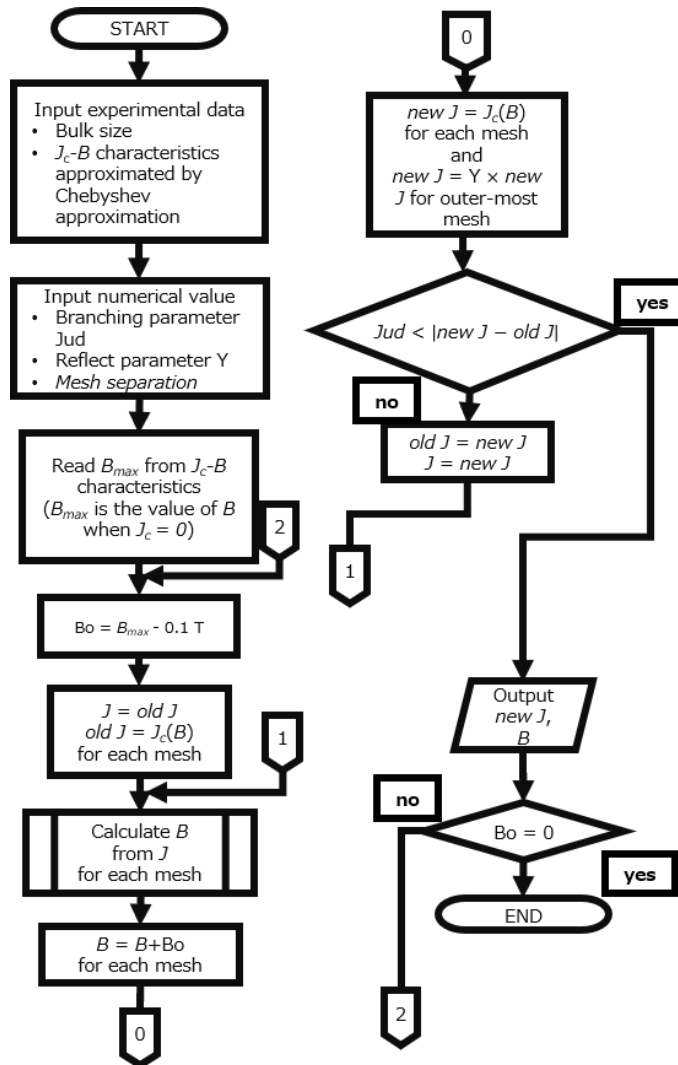 START
Input experimental data
• Bulk size
• Jc-B characteristics
approximated by
Chebyshev
approximation
Input numerical value
• Branching parameter
Jud
• Reflect parameter Y
• Mesh separation
Read Bmax from Jc-B
characteristics
(Bmax is the value of B
when Jc = 0)
2
Bo = Bmax - 0.1 T
J = old J
old J = Jc(B)
for each mesh
1
Calculate B
from J
for each mesh
B = B+Bo
for each mesh
0
0
new J = Jc(B)
for each mesh
and
new J = Y × new
J for outer-most
mesh
yes
Jud < |new J − old J|
no
old J = new J
J = new J
1
Output
new J,
B
no
Bo = 0
yes
END
2